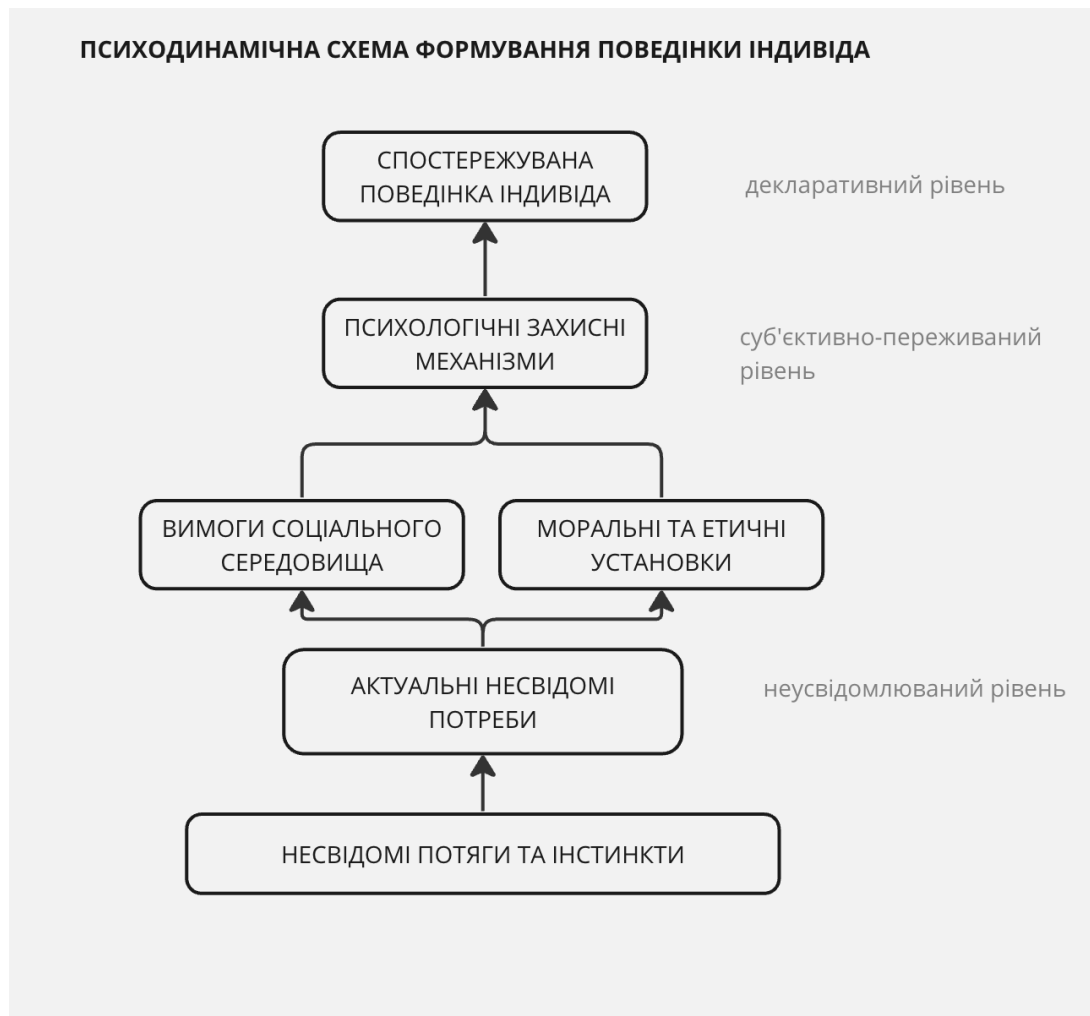 ПСИХОДИНАМІЧНА СХЕМА ФОРМУВАННЯ ПОВЕДІНКИ ІНДИВІДА
СПОСТЕРЕЖУВАНА
ПОВЕДІНКА ІНДИВІДА
декларативний рівень
ПСИХОЛОГІЧНІ ЗАХИСНІ
МЕХАНІЗМИ
суб'єктивно-переживаний
рівень
ВИМОГИ СОЦІАЛЬНОГО
СЕРЕДОВИЩА
МОРАЛЬНІ ТА ЕТИЧНІ
УСТАНОВКИ
АКТУАЛЬНІ НЕСВІДОМІ
ПОТРЕБИ
неусвідомлюваний рівень
НЕСВІДОМІ ПОТЯГИ ТА ІНСТИНКТИ